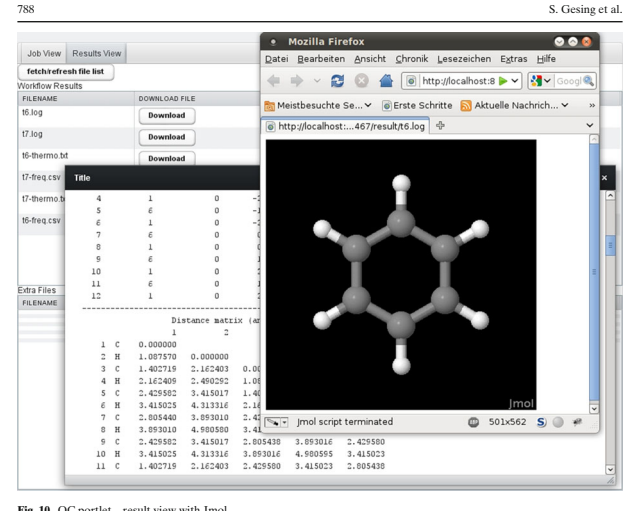 788 S. Gesing et al.
Job View Results View
fetch/refresh file list
Workflow Results
FILENAME DOWNLOAD FILE
t6.log Download
t7.log Download
t6-thermo.txt Download
t7-freq.csv
t7-thermo.t
t6-freq.csv
Extra Files
FILENAME
Mozilla Firefox
Datei Bearbeiten Ansicht Chronik Lesezeichen Extras Hilfe
http://localhost:8 Googl
Meistbesuchte Se... Erste Schritte Aktuelle Nachrich... »
http://localhost:...467/result/t6.log
Jmol
Jmol script terminated 501x562
Title x
4 1 0
5 6 0
6 1 0
7 6 0
8 1 0
9 6 0
10 1 0
11 6 0
12 1 0
Distance matrix (an
1 2
1 C 0.000000
2 H 1.087570 0.000000
3 C 1.402719 2.162403 0.00
4 H 2.162409 2.490292 1.08
5 C 2.429582 3.415017 1.40
6 H 3.415025 4.313316 2.16
7 C 2.805440 3.893010 2.42
8 H 3.893010 4.980580 3.41
9 C 2.429582 3.415017 2.805438 3.893016 2.429580
10 H 3.415025 4.313316 3.893016 4.980595 3.415023
11 C 1.402719 2.162403 2.429580 3.415023 2.805438
Fig. 10 QC portlet—result view with Jmol